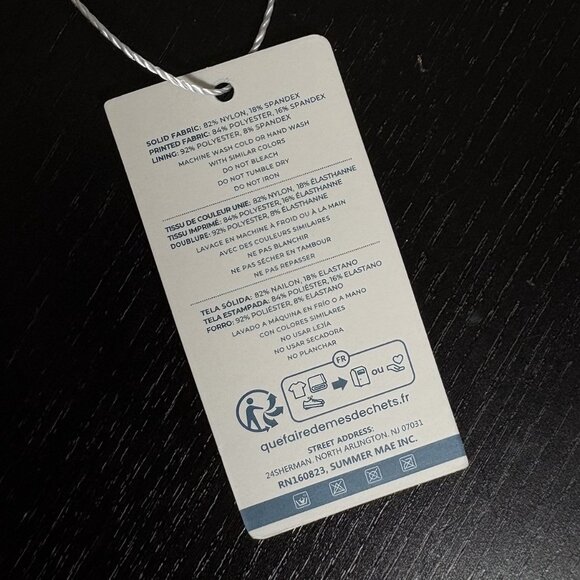 SOLID FABRIC: 82% NYLON, 18% SPANDEX
PRINTED FABRIC: 84% POLYESTER, 16% SPANDEX
LINING: 92% POLYESTER, 8% SPANDEX
MACHINE WASH COLD OR HAND WASH
WITH SIMILAR COLORS
DO NOT BLEACH
DO NOT TUMBLE DRY
DO NOT IRON
TISSU DE COULEUR UNIE: 82% NYLON, 18% ÉLASTHANNE
TISSU IMPRIMÉ: 84% POLYESTER, 16% ÉLASTHANNE
DOUBLURE: 92% POLYESTER, 8% ÉLASTHANNE
LAVAGE EN MACHINE À FROID OU À LA MAIN
AVEC DES COULEURS SIMILAIRES
NE PAS BLANCHIR
NE PAS SÉCHER EN TAMBOUR
NE PAS REPASSER
TELA SÓLIDA: 82% NAILON, 18% ELASTANO
TELA ESTAMPADA: 84% POLIÉSTER, 16% ELASTANO
FORRO: 92% POLIÉSTER, 8% ELASTANO
LAVADO A MÁQUINA EN FRÍO O A MANO
CON COLORES SIMILARES
NO USAR LEJÍA
NO USAR SECADORA
NO PLANCHAR
FR
ou
quefairedemesdechets.fr
STREET ADDRESS:
24SHERMAN. NORTH ARLINGTON. NJ 07031
RN160823, SUMMER MAE INC.